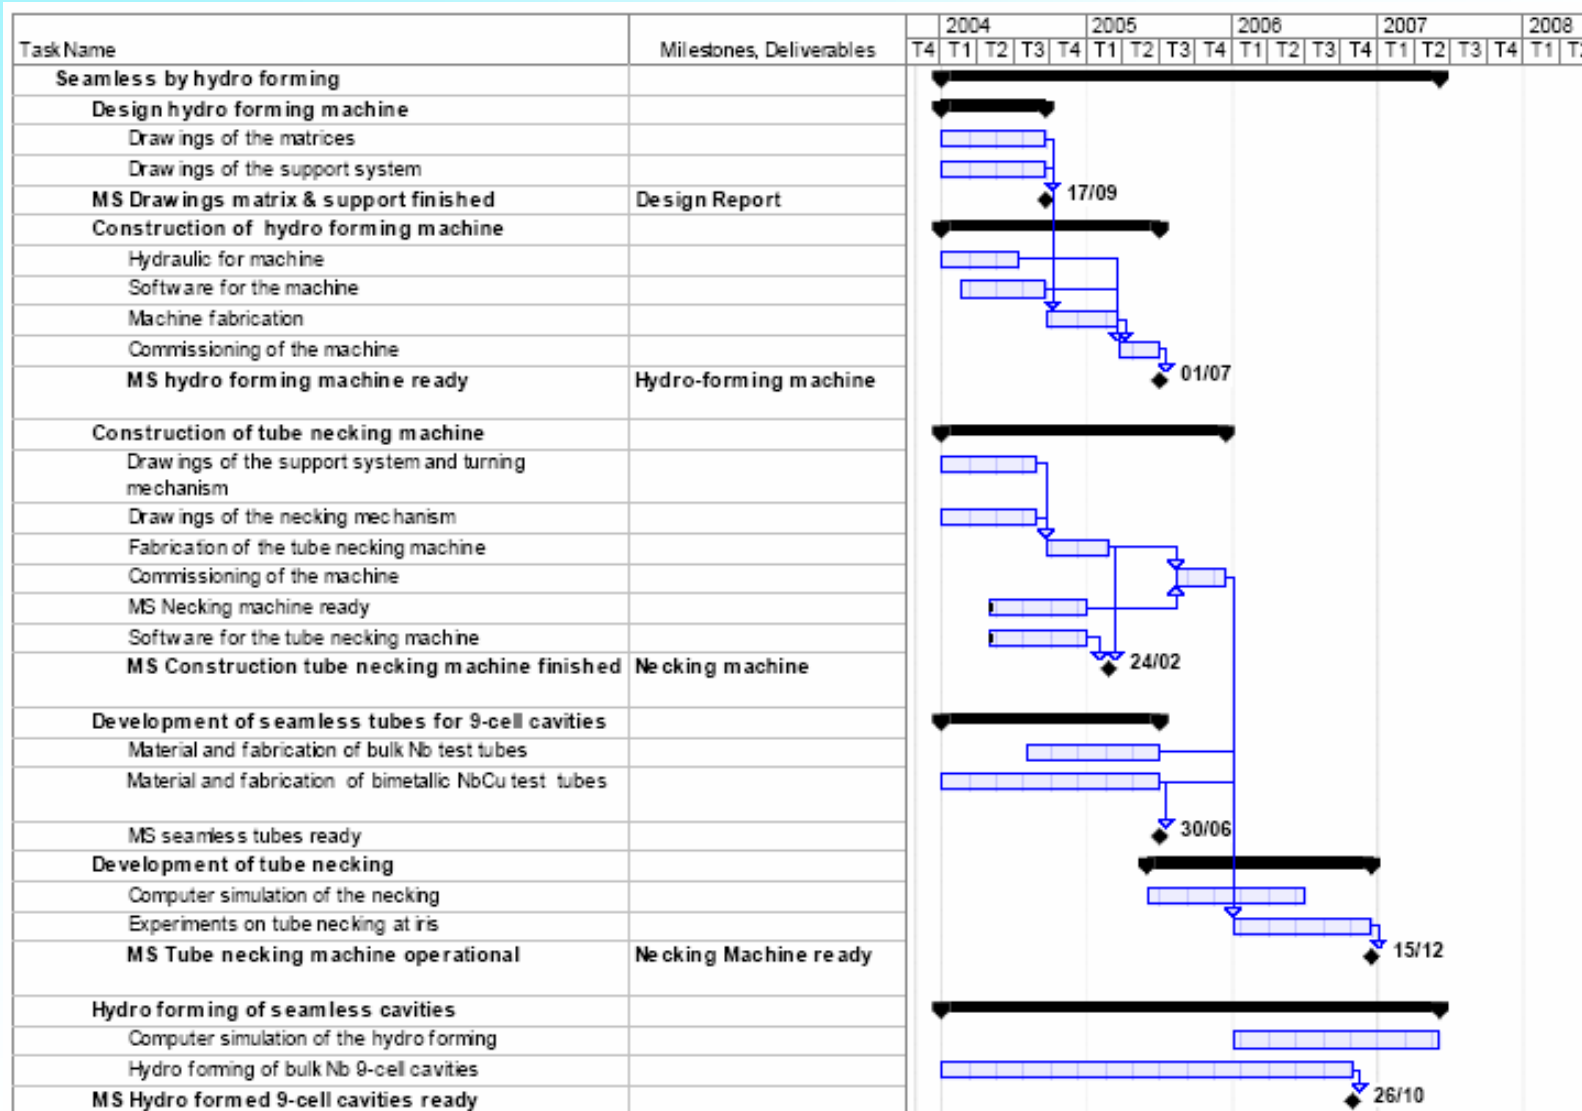 2004 2005 2006 2007 2008
Task Name Milestones, Deliverables T4 T1 T2 T3 T4 T1 T2 T3 T4 T1 T2 T3 T4 T1 T2 T3 T4 T1
Seamless by hydro forming
Design hydro forming machine
Drawings of the matrices
Drawings of the support system
MS Drawings matrix & support finished Design Report 17/09
Construction of hydro forming machine
Hydraulic for machine
Software for the machine
Machine fabrication
Commissioning of the machine
MS hydro forming machine ready Hydro-forming machine 01/07
Construction of tube necking machine
Drawings of the support system and turning
mechanism
Drawings of the necking mechanism
Fabrication of the tube necking machine
Commissioning of the machine
MS Necking machine ready
Software for the tube necking machine
MS Construction tube necking machine finished Necking machine 24/02
Development of seamless tubes for 9-cell cavities
Material and fabrication of bulk Nb test tubes
Material and fabrication of bimetallic NbCu test tubes
MS seamless tubes ready 30/06
Development of tube necking
Computer simulation of the necking
Experiments on tube necking at iris
MS Tube necking machine operational Necking Machine ready 15/12
Hydro forming of seamless cavities
Computer simulation of the hydro forming
Hydro forming of bulk Nb 9-cell cavities
MS Hydro formed 9-cell cavities ready 26/10